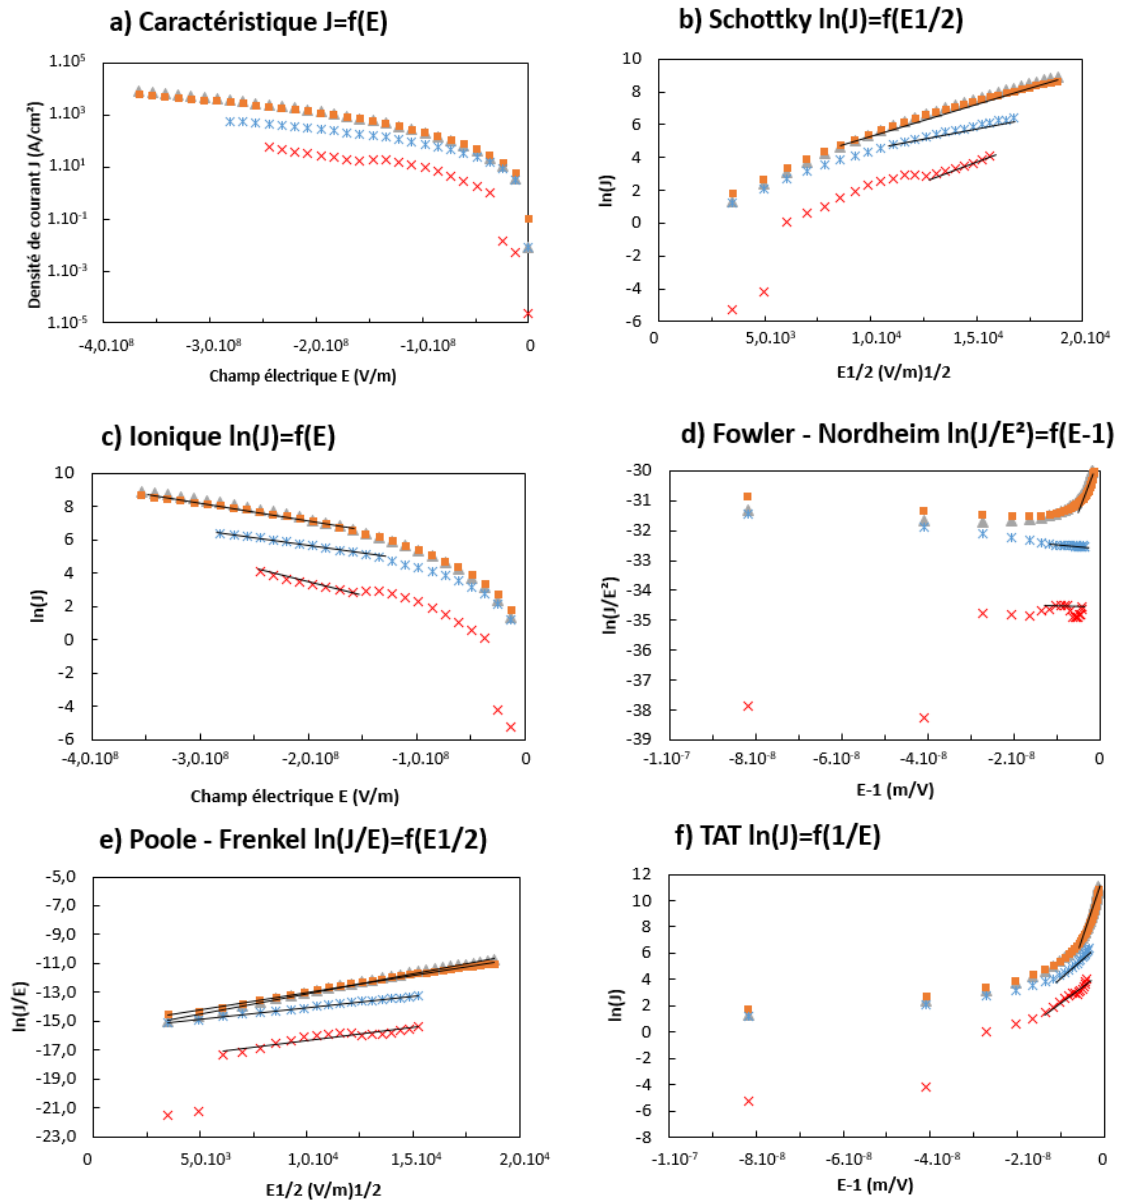 a) Caractéristique J=f(E)
1.10⁵
1.10³
1.10¹
1.10⁻¹
1.10⁻³
1.10⁻⁵
Densité de courant J (A/cm²)
-4,0.10⁸ -3,0.10⁸ -2,0.10⁸ -1,0.10⁸ 0
Champ électrique E (V/m)
b) Schottky ln(J)=f(E1/2)
10
8
6
4
2
0
-2
-4
-6
ln(J)
0 5,0.10³ 1,0.10⁴ 1,5.10⁴ 2,0.10⁴
E1/2 (V/m)1/2
c) Ionique ln(J)=f(E)
10
8
6
4
2
0
-2
-4
-6
ln(J)
-4,0.10⁸ -3,0.10⁸ -2,0.10⁸ -1,0.10⁸ 0
Champ électrique E (V/m)
d) Fowler - Nordheim ln(J/E²)=f(E-1)
-30
-31
-32
-33
-34
-35
-36
-37
-38
-39
ln(J/E²)
-1.10⁻⁷ -8.10⁻⁸ -6.10⁻⁸ -4.10⁻⁸ -2.10⁻⁸ 0
E-1 (m/V)
e) Poole - Frenkel ln(J/E)=f(E1/2)
-5,0
-7,0
-9,0
-11,0
-13,0
-15,0
-17,0
-19,0
-21,0
-23,0
ln(J/E)
0 5,0.10³ 1,0.10⁴ 1,5.10⁴ 2,0.10⁴
E1/2 (V/m)1/2
f) TAT ln(J)=f(1/E)
12
10
8
6
4
2
0
-2
-4
-6
-8
ln(J)
-1.10⁻⁷ -8.10⁻⁸ -6.10⁻⁸ -4.10⁻⁸ -2.10⁻⁸ 0
E-1 (m/V)